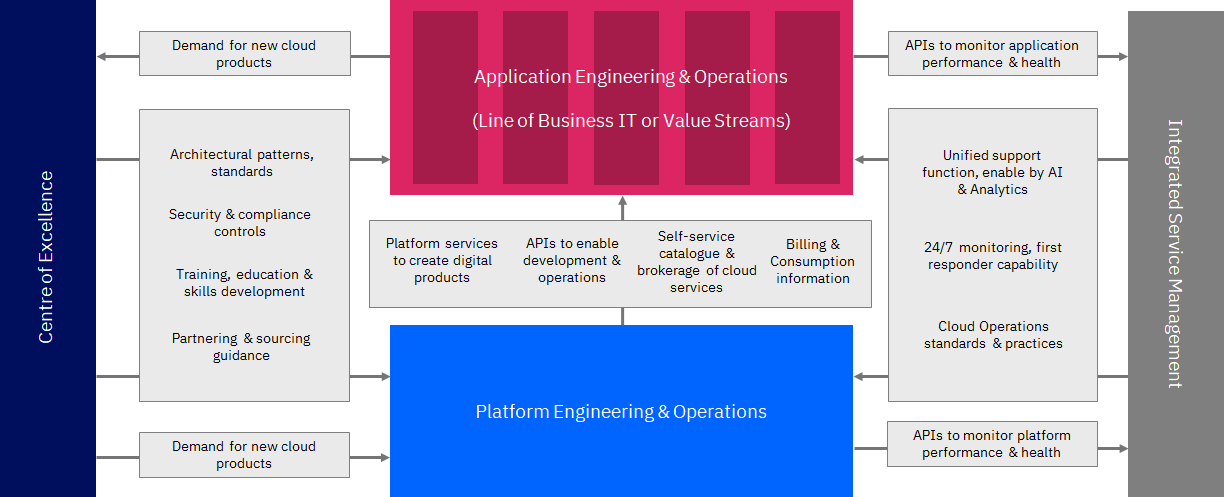 Centre of Excellence
Demand for new cloud
products
Architectural patterns,
standards
Security & compliance
controls
Training, education &
skills development
Partnering & sourcing
guidance
Demand for new cloud
products
Application Engineering & Operations
(Line of Business IT or Value Streams)
Platform services
to create digital
products
APIs to enable
development &
operations
Self-service
catalogue &
brokerage of cloud
services
Billing &
Consumption
information
Platform Engineering & Operations
APIs to monitor application
performance & health
Unified support
function, enable by AI
& Analytics
24/7 monitoring, first
responder capability
Cloud Operations
standards & practices
APIs to monitor platform
performance & health
Integrated Service Management